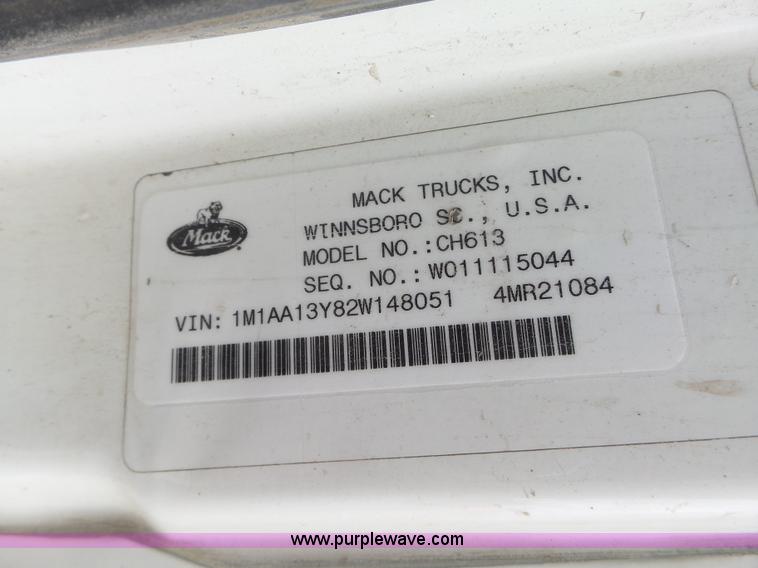 MACK TRUCKS, INC.
WINNSBORO SC., U.S.A.
Mack
MODEL NO.:CH613
SEQ. NO.: W011115044
VIN: 1M1AA13Y82W148051 4MR21084
www.purplewave.com